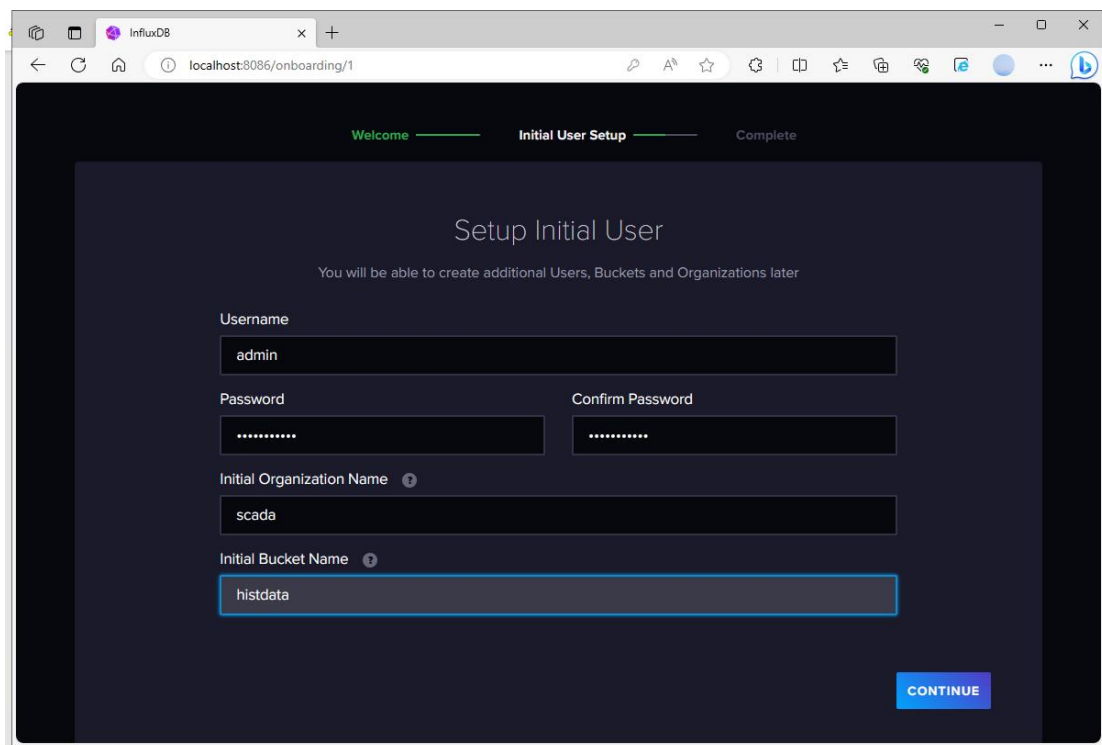 InfluxDB
localhost:8086/onboarding/1
Welcome Initial User Setup Complete
Setup Initial User
You will be able to create additional Users, Buckets and Organizations later
Username
admin
Password Confirm Password
••••••••••• •••••••••••
Initial Organization Name ?
scada
Initial Bucket Name ?
histdata
CONTINUE